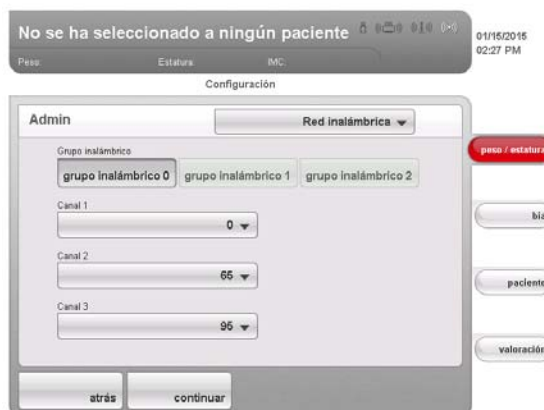 No se ha seleccionado a ningún paciente
01/15/2015
02:27 PM
Peso: Estatura: IMC:
Configuración
Admin
Red inalámbrica
Grupo inalámbrico
grupo inalámbrico 0 grupo inalámbrico 1 grupo inalámbrico 2
Canal 1
0
Canal 2
65
Canal 3
95
peso / estatura
bia
paciente
valoración
atrás continuar